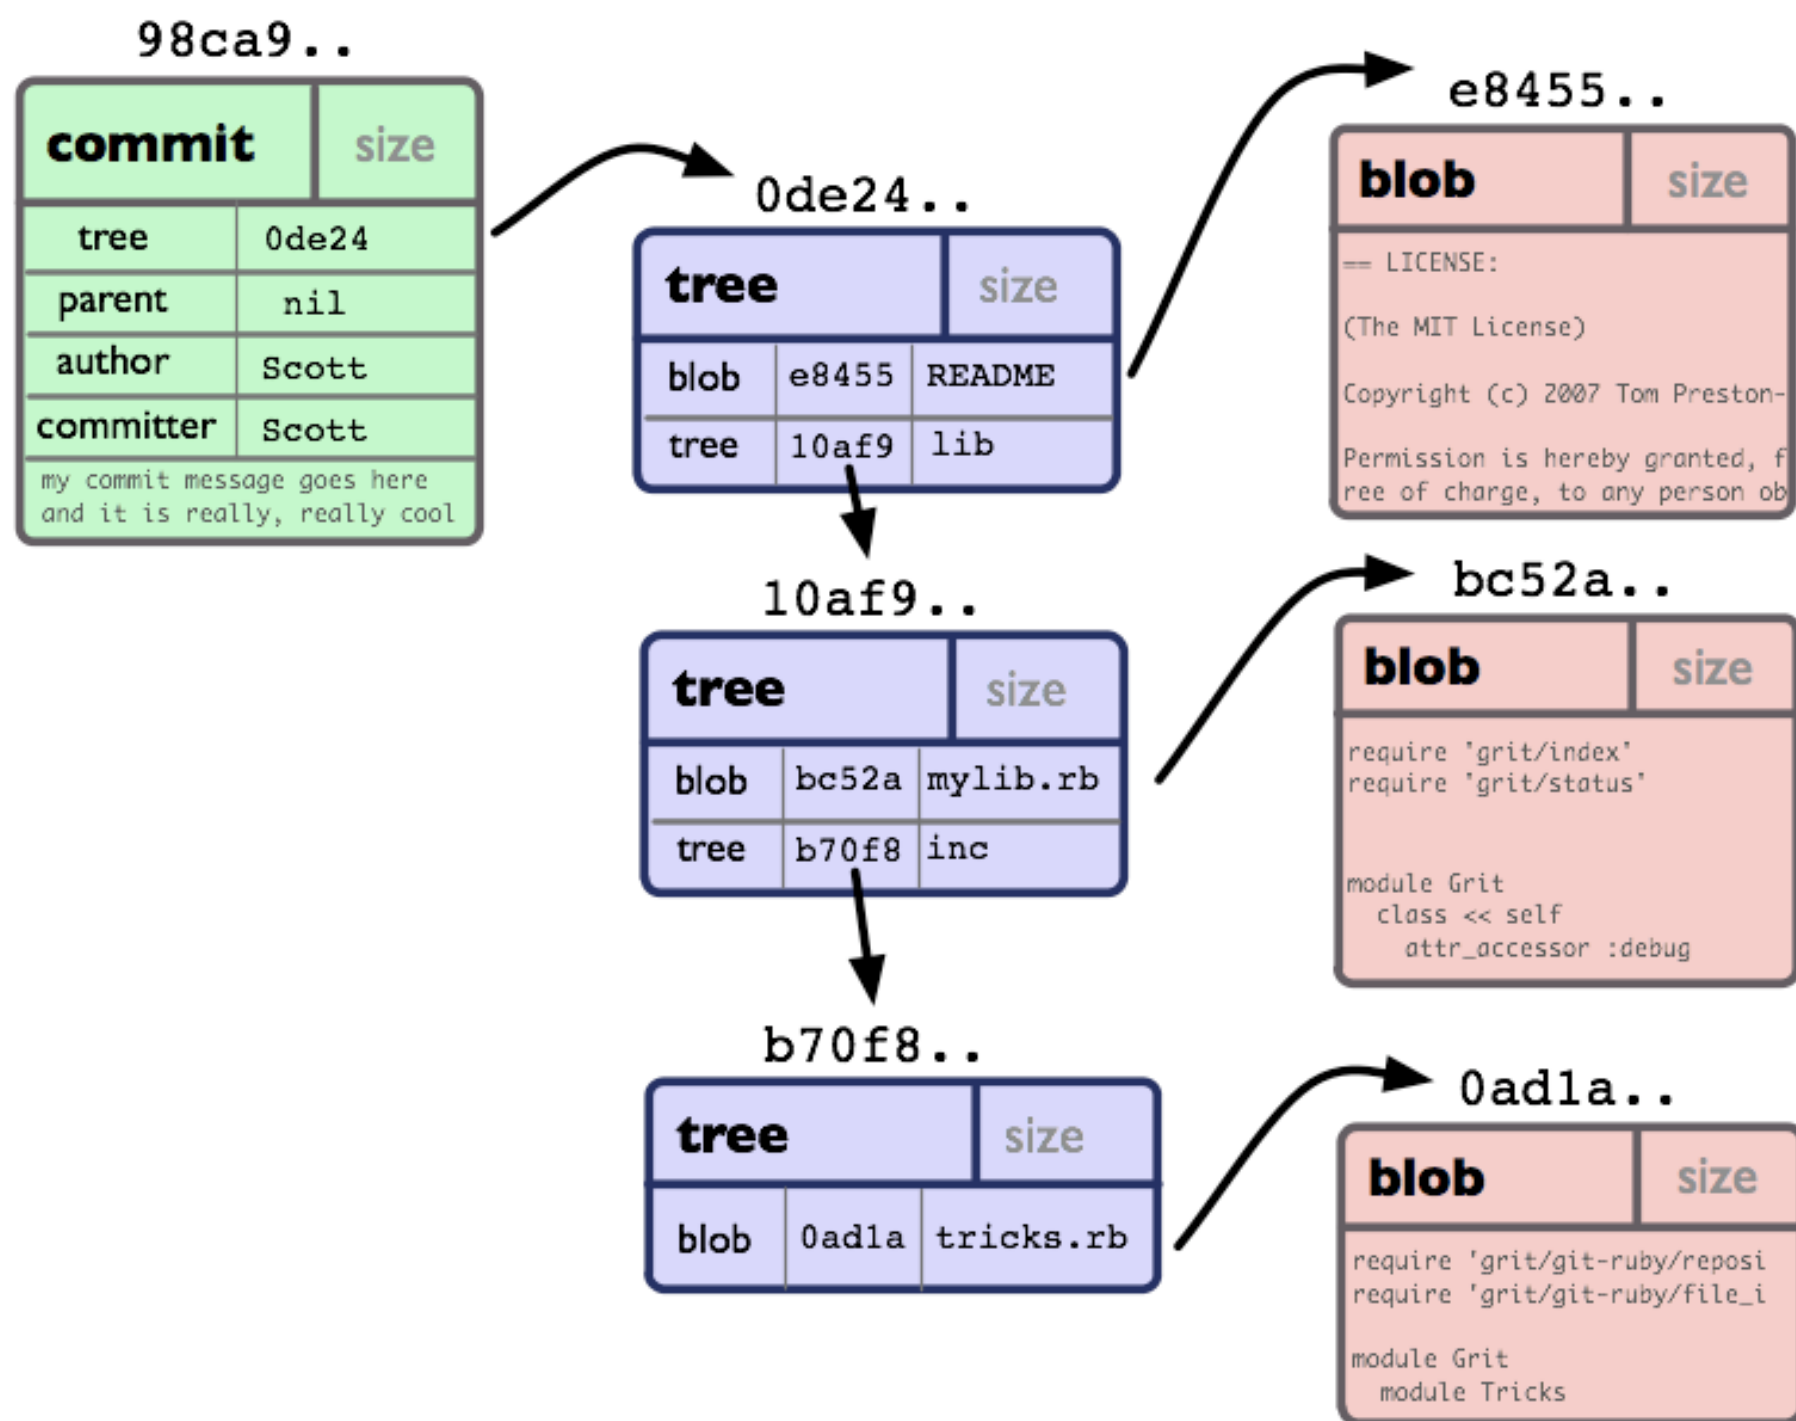 98ca9..
commit size
tree 0de24
parent nil
author Scott
committer Scott
my commit message goes here
and it is really, really cool
0de24..
tree size
blob e8455 README
tree 10af9 lib
10af9..
tree size
blob bc52a mylib.rb
tree b70f8 inc
b70f8..
tree size
blob 0ad1a tricks.rb
e8455..
blob size
== LICENSE:
(The MIT License)
Copyright (c) 2007 Tom Preston-
Permission is hereby granted, f
ree of charge, to any person ob
bc52a..
blob size
require 'grit/index'
require 'grit/status'
module Grit
class << self
attr_accessor :debug
0ad1a..
blob size
require 'grit/git-ruby/reposi
require 'grit/git-ruby/file_i
module Grit
module Tricks